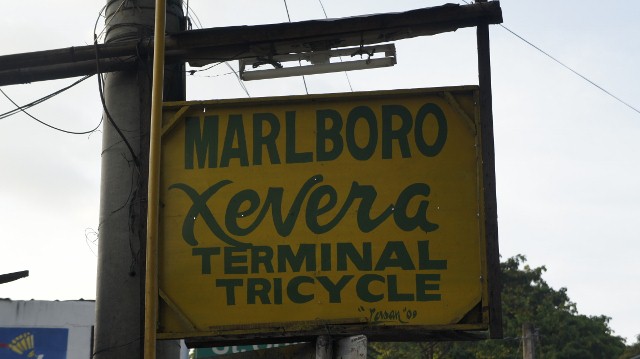 MARLBORO
Xevera
TERMINAL
TRICYCLE